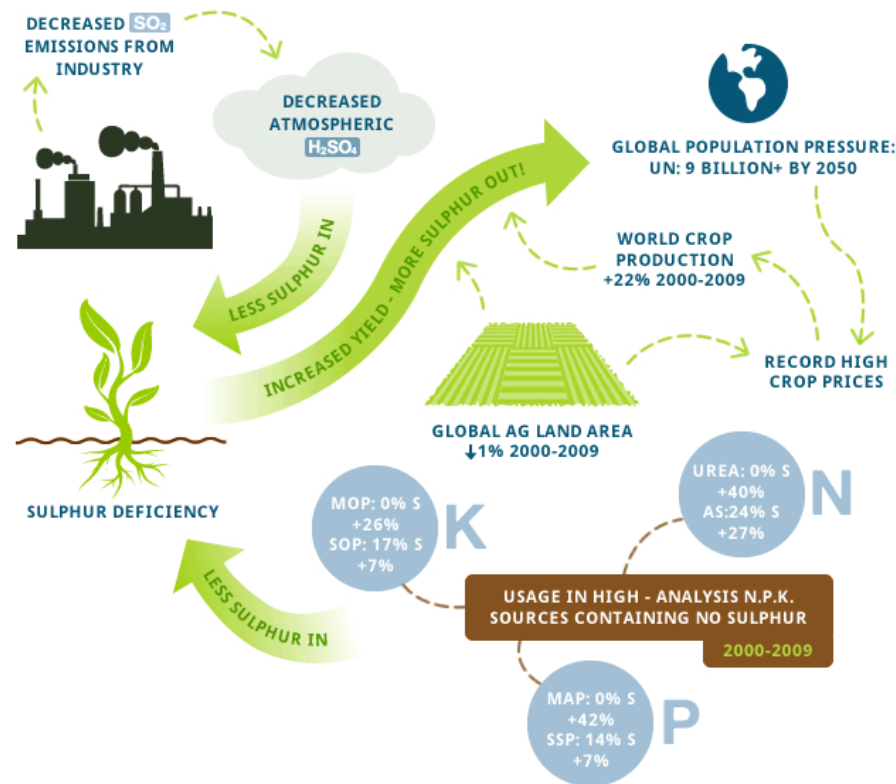 DECREASED SO₂
EMISSIONS FROM
INDUSTRY
DECREASED
ATMOSPHERIC
H₂SO₄
GLOBAL POPULATION PRESSURE:
UN: 9 BILLION+ BY 2050
LESS SULPHUR IN
INCREASED YIELD - MORE SULPHUR OUT!
WORLD CROP
PRODUCTION
+22% 2000-2009
RECORD HIGH
CROP PRICES
GLOBAL AG LAND AREA
↓1% 2000-2009
SULPHUR DEFICIENCY
LESS SULPHUR IN
MOP: 0% S
+26%
SOP: 17% S
+7%
K
UREA: 0% S
+40%
AS:24% S
+27%
N
USAGE IN HIGH - ANALYSIS N.P.K.
SOURCES CONTAINING NO SULPHUR
2000-2009
MAP: 0% S
+42%
SSP: 14% S
+7%
P